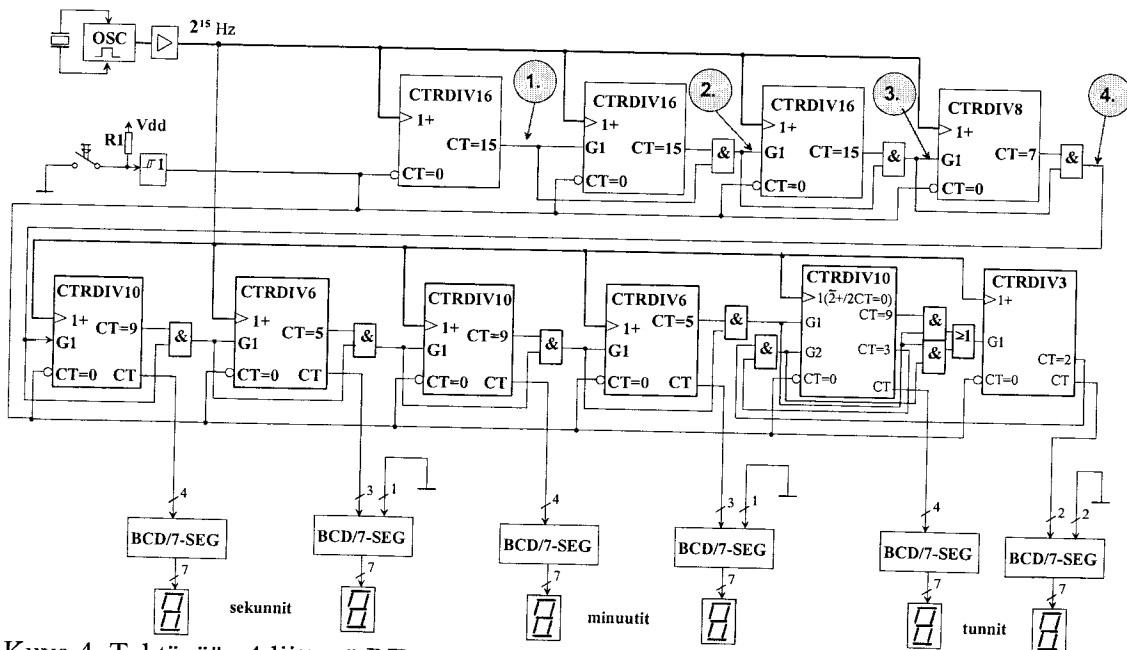 OSC
2¹⁵ Hz
1.
2.
3.
4.
CTRDIV16
1+
CT=15
CT=0
CTRDIV16
1+
CT=15
G1
CT=0
&
CTRDIV16
1+
CT=15
G1
CT=0
&
CTRDIV8
1+
CT=7
G1
CT=0
&
Vdd
R1
1
CTRDIV10
1+
CT=9
G1
CT=0
CT
&
CTRDIV6
1+
CT=5
G1
CT=0
CT
&
CTRDIV10
1+
CT=9
G1
CT=0
CT
&
CTRDIV6
1+
CT=5
G1
CT=0
CT
&
&
CTRDIV10
1(2̄+/2CT=0)
CT=9
G1
CT=3
G2
CT=0
CT
&
&
≥1
CTRDIV3
1+
G1
CT=2
CT=0
CT
4
3
1
4
3
1
4
2
2
BCD/7-SEG
BCD/7-SEG
BCD/7-SEG
BCD/7-SEG
BCD/7-SEG
BCD/7-SEG
7
7
7
7
7
7
sekunnit
minuutit
tunnit